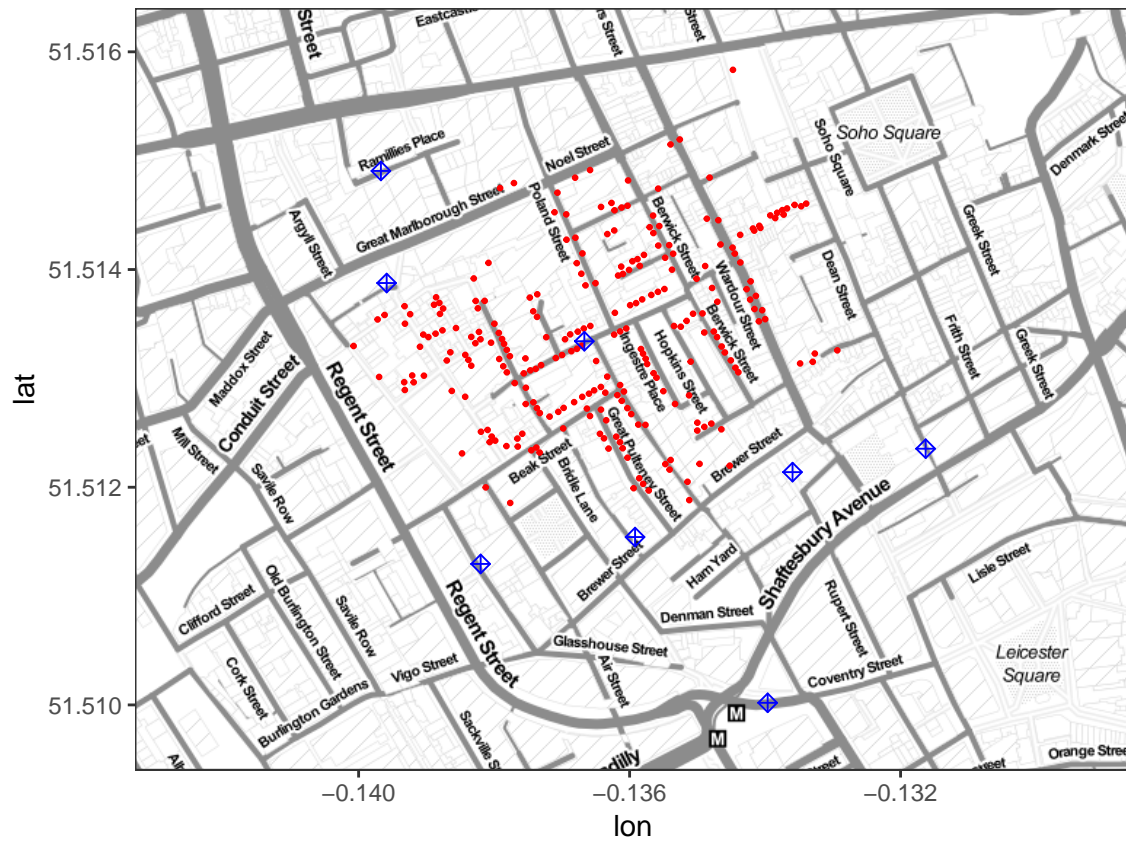 Eastcas
Street
rs Street
51.516
Soho Square
Soho Square
Denmark Street
Ramillies Place
Noel Street
Poland Street
Argyll Street
Great Marlborough Street
Berwick Street
Greek Street
51.514
Wardour Street
Dean Street
Berwick Street
Frith Street
Greek Street
Maddox Street
Hopkins Street
Ingestre Place
Conduit Street
Regent Street
Mill Street
Great Pulteney Street
Beak Street
Brewer Street
Bridle Lane
Savile Row
51.512
Shaftesbury Avenue
Brewer Street
Ham Yard
Lisle Street
Clifford Street
Old Burlington Street
Savile Row
Regent Street
Denman Street
Rupert Street
Glasshouse Street
Leicester
Square
Cork Street
Vigo Street
Air Street
Coventry Street
Burlington Gardens
51.510
M
M
Sackville S
Orange Stree
treet
dilly
−0.140
−0.136
−0.132
lon
lat